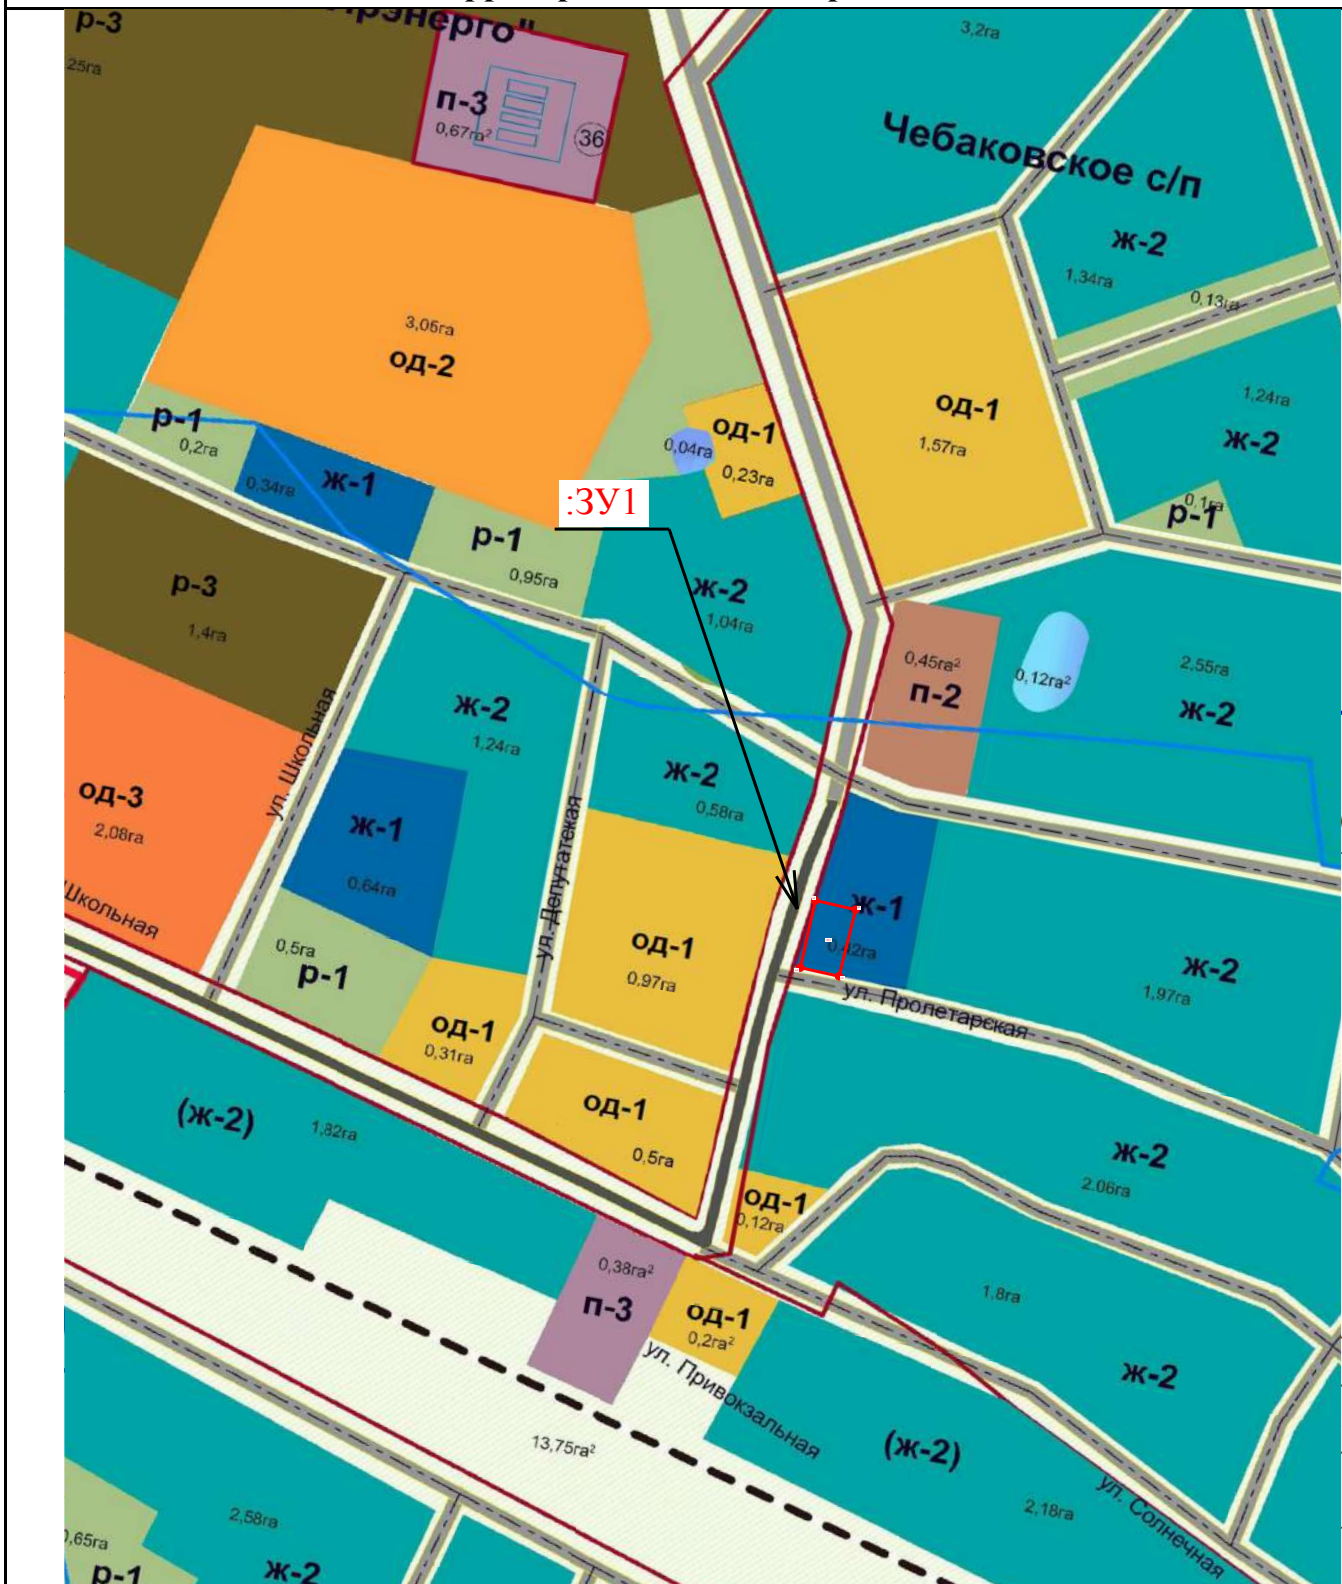 р-3
25га
п-3
0,67га²
36
3,2га
Чебаковское с/п
ж-2
1,34га
0,13га
3,06га
од-2
од-1
1,57га
1,24га
ж-2
р-1
0,2га
0,34га
ж-1
од-1
0,04га
0,23га
:ЗУ1
0,1га
р-1
р-1
0,95га
р-3
1,4га
ж-2
1,04га
0,45га²
п-2
0,12га²
2,55га
ж-2
ул. Школьная
ж-2
1,24га
ж-2
0,58га
од-3
2,08га
ж-1
0,64га
ул. Депутатская
Школьная
0,5га
р-1
од-1
0,97га
ж-1
0,42га
ж-2
1,97га
ул. Пролетарская
од-1
0,31га
од-1
0,5га
(ж-2)
1,82га
ж-2
2.06га
од-1
0,12га
0,38га²
п-3
од-1
0,2га²
1,8га
ж-2
ул. Привокзальная
13,75га²
(ж-2)
2,18га
ул. Солнечная
2,58га
ж-2
0,65га
р-1